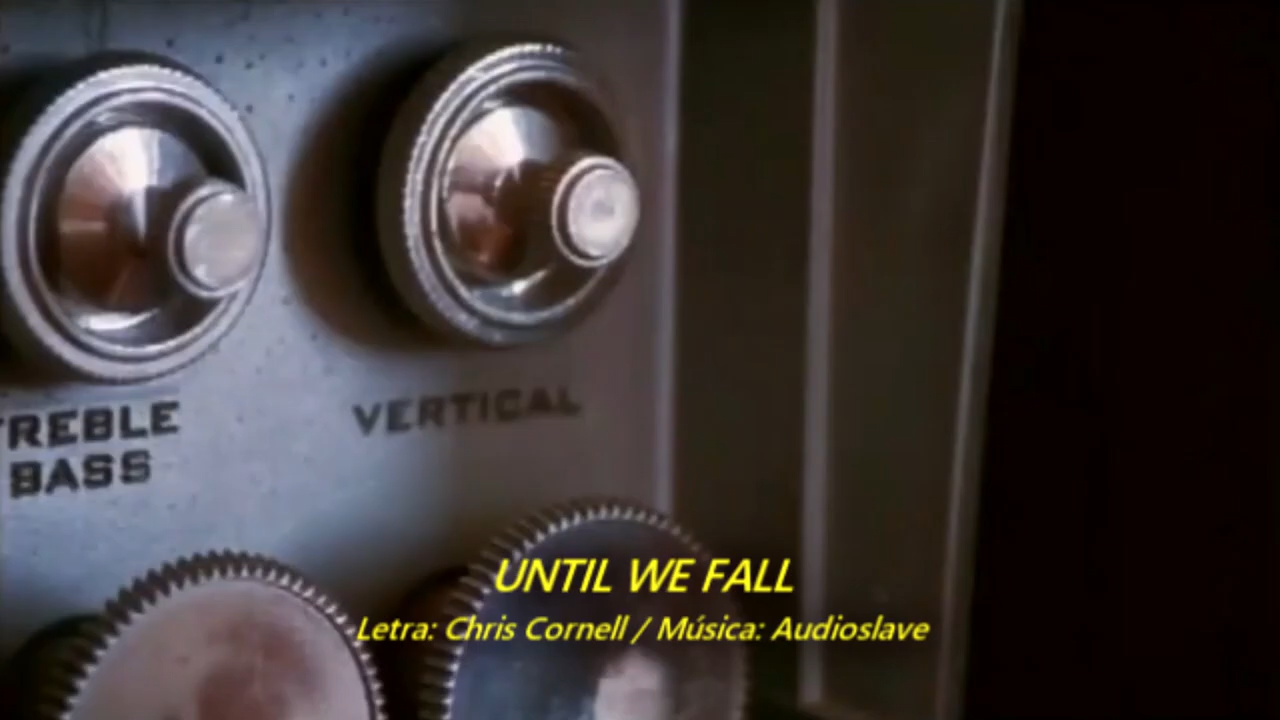 TREBLE
BASS
VERTICAL
UNTIL WE FALL
Letra: Chris Cornell / Música: Audioslave